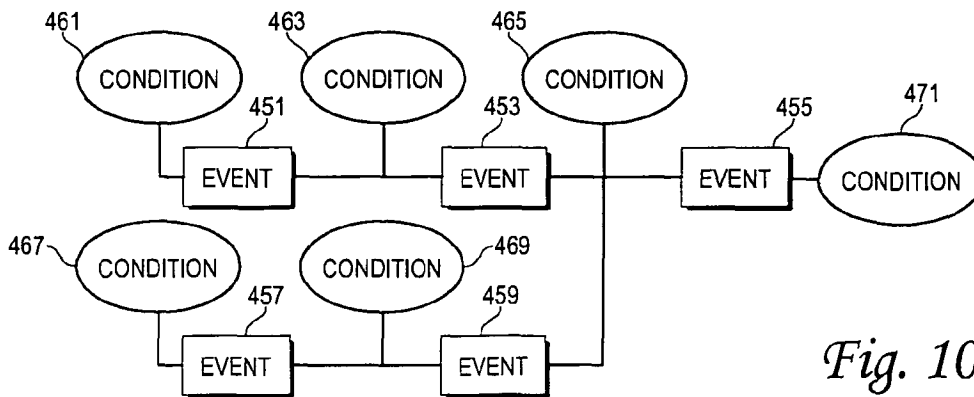 461
463
465
CONDITION
CONDITION
CONDITION
451
453
455
471
EVENT
EVENT
EVENT
CONDITION
467
469
CONDITION
CONDITION
457
459
EVENT
EVENT
Fig. 10